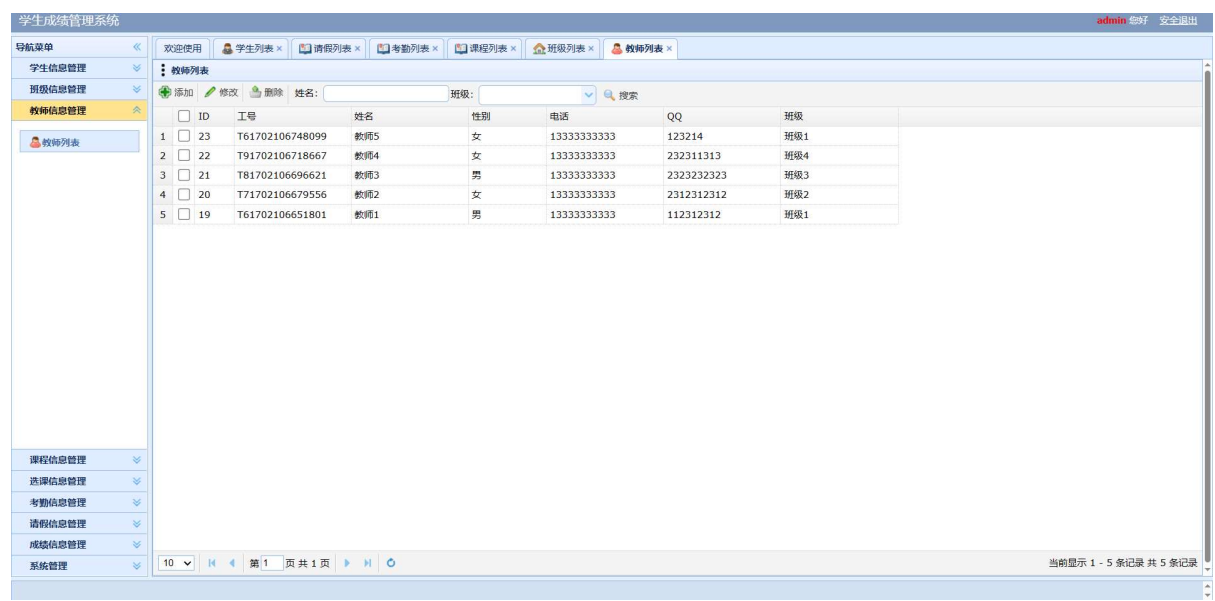 学生成绩管理系统
admin 您好 安全退出
导航菜单
欢迎使用 学生列表 请假列表 考勤列表 课程列表 班级列表 教师列表
学生信息管理
班级信息管理
教师信息管理
教师列表
课程信息管理
选课信息管理
考勤信息管理
请假信息管理
成绩信息管理
系统管理
教师列表
添加 修改 删除 姓名: 班级: 搜索
ID 工号 姓名 性别 电话 QQ 班级
1 23 T61702106748099 教师5 女 13333333333 123214 班级1
2 22 T91702106718667 教师4 女 13333333333 232311313 班级4
3 21 T81702106696621 教师3 男 13333333333 2323232323 班级3
4 20 T71702106679556 教师2 女 13333333333 2312312312 班级2
5 19 T61702106651801 教师1 男 13333333333 112312312 班级1
10 第 1 页 共 1 页 当前显示 1 - 5 条记录 共 5 条记录